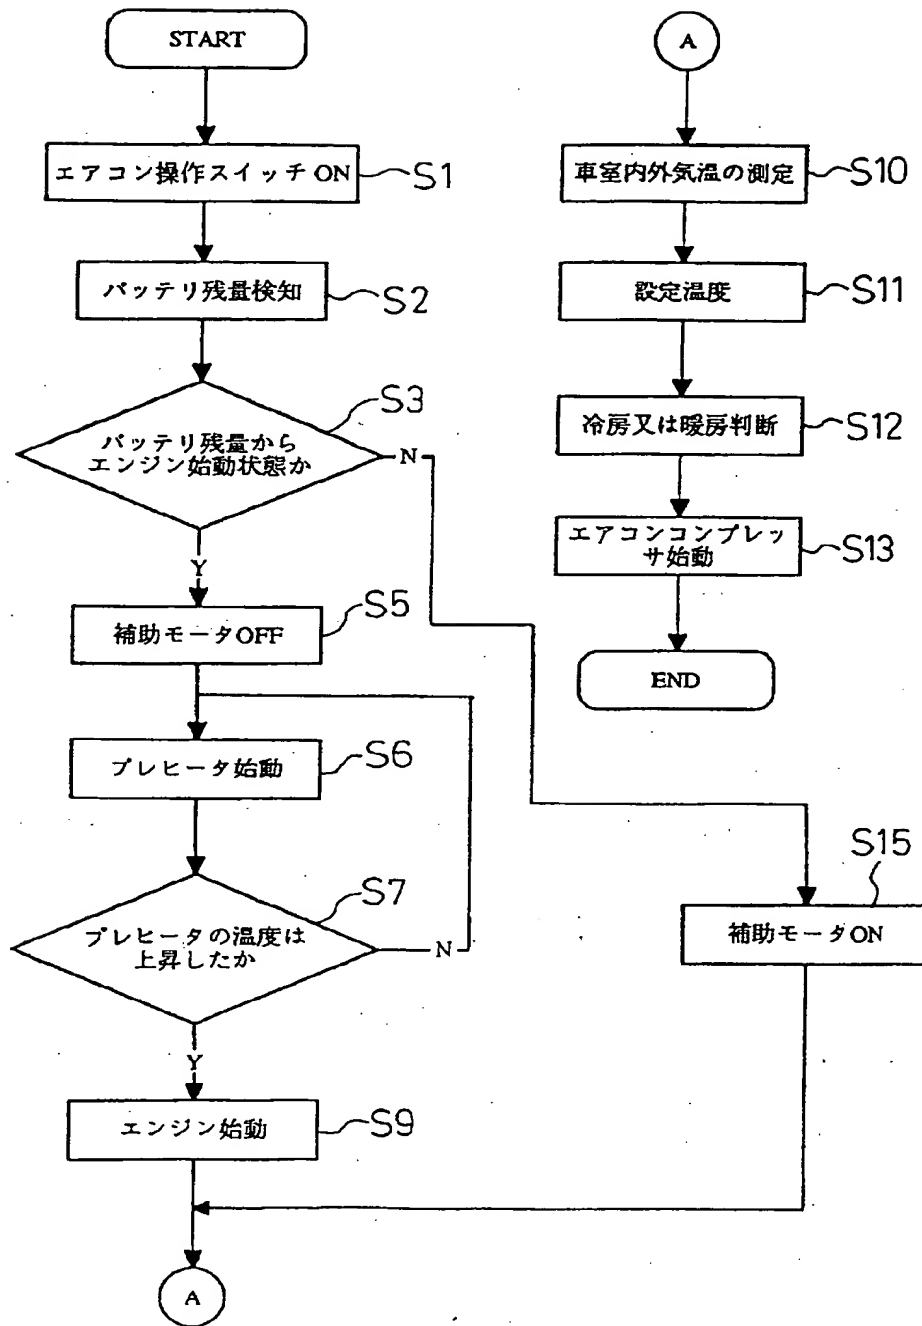 START
エアコン操作スイッチ ON
S1
バッテリ残量検知
S2
S3
バッテリ残量から
エンジン始動状態か
N
Y
補助モータOFF
S5
プレヒータ始動
S6
S7
プレヒータの温度は
上昇したか
N
Y
エンジン始動
S9
A
A
車室内外気温の測定
S10
設定温度
S11
冷房又は暖房判断
S12
エアコンコンプレッ
サ始動
S13
END
S15
補助モータON